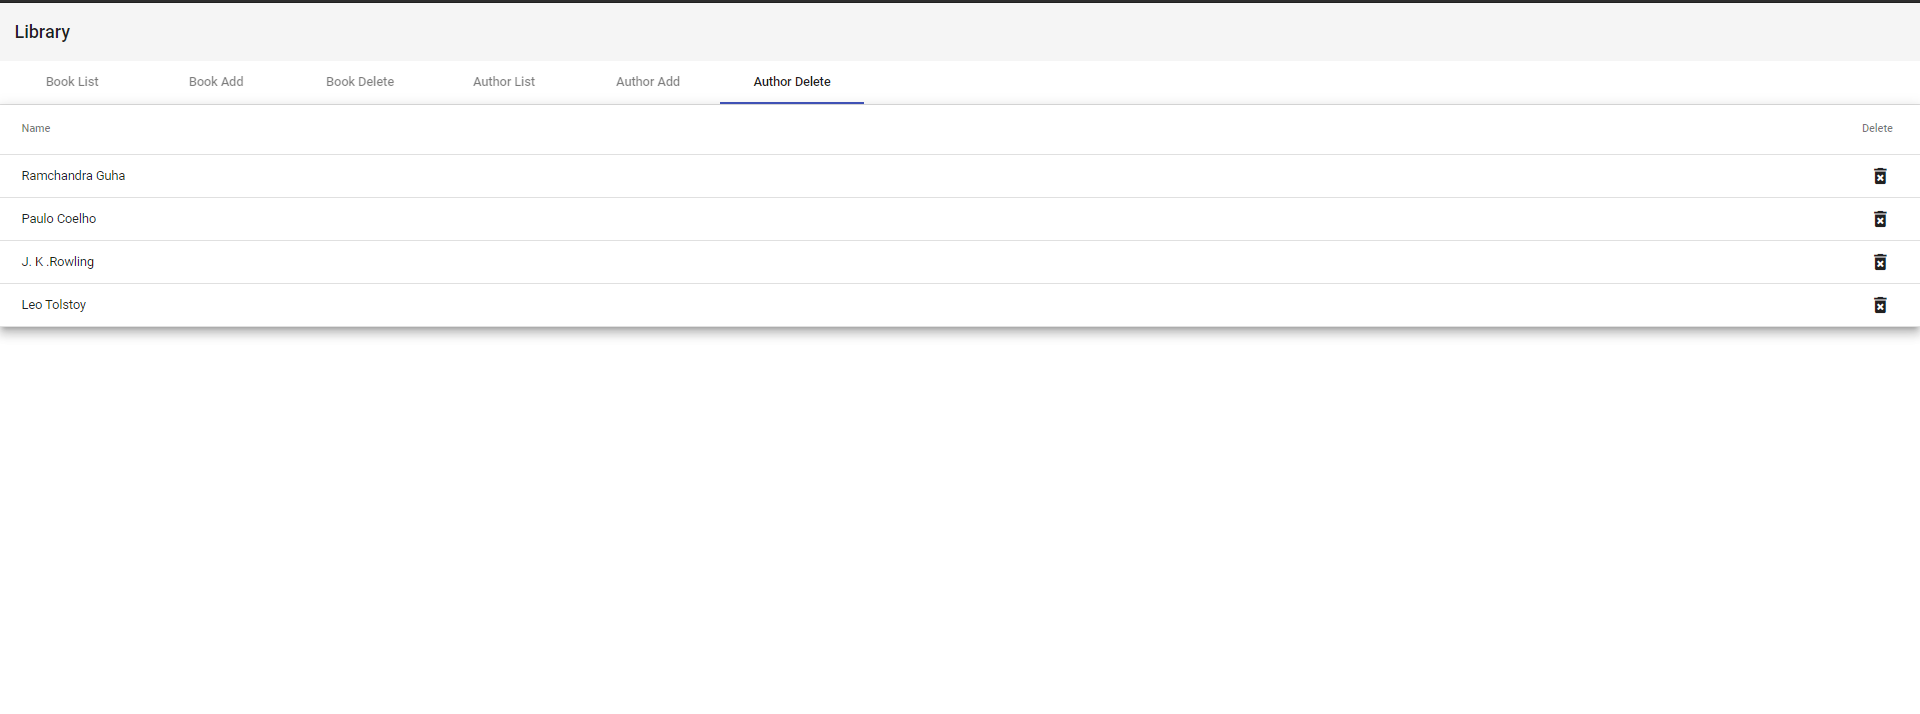 Library
Book List Book Add Book Delete Author List Author Add Author Delete
Name Delete
Ramchandra Guha
Paulo Coelho
J. K .Rowling
Leo Tolstoy